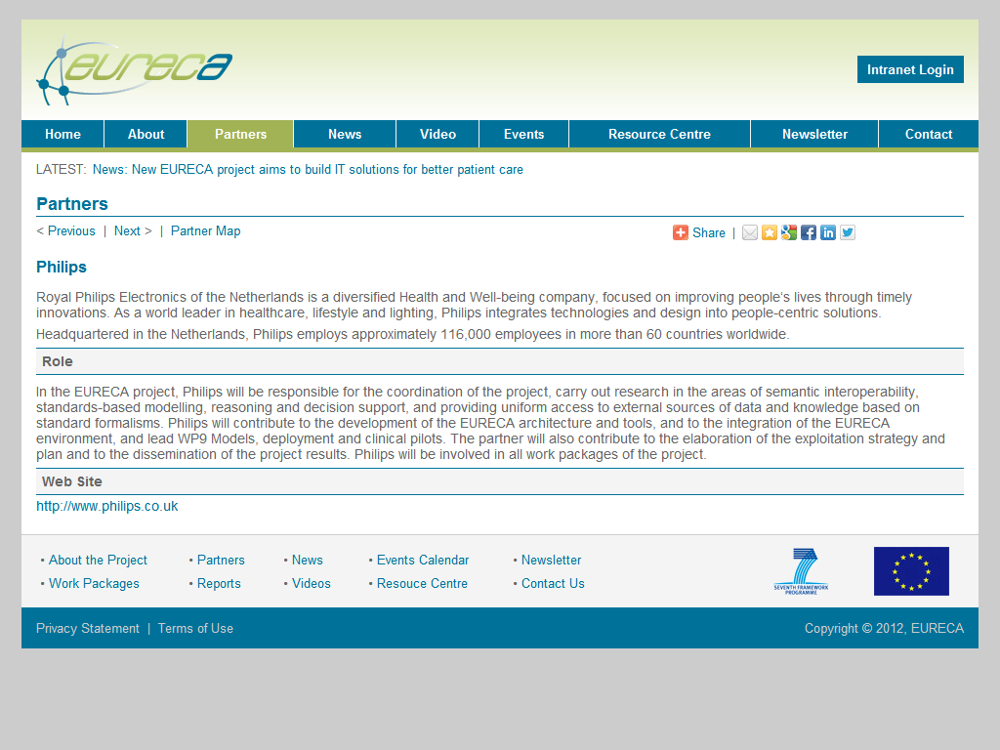 eureca
Intranet Login
Home About Partners News Video Events Resource Centre Newsletter Contact
LATEST: News: New EURECA project aims to build IT solutions for better patient care
Partners
< Previous | Next > | Partner Map
Share |
Philips
Royal Philips Electronics of the Netherlands is a diversified Health and Well-being company, focused on improving people's lives through timely
innovations. As a world leader in healthcare, lifestyle and lighting, Philips integrates technologies and design into people-centric solutions.
Headquartered in the Netherlands, Philips employs approximately 116,000 employees in more than 60 countries worldwide.
Role
In the EURECA project, Philips will be responsible for the coordination of the project, carry out research in the areas of semantic interoperability,
standards-based modelling, reasoning and decision support, and providing uniform access to external sources of data and knowledge based on
standard formalisms. Philips will contribute to the development of the EURECA architecture and tools, and to the integration of the EURECA
environment, and lead WP9 Models, deployment and clinical pilots. The partner will also contribute to the elaboration of the exploitation strategy and
plan and to the dissemination of the project results. Philips will be involved in all work packages of the project.
Web Site
http://www.philips.co.uk
• About the Project • Partners • News • Events Calendar • Newsletter
• Work Packages • Reports • Videos • Resouce Centre • Contact Us
SEVENTH FRAMEWORK
PROGRAMME
Privacy Statement | Terms of Use
Copyright © 2012, EURECA